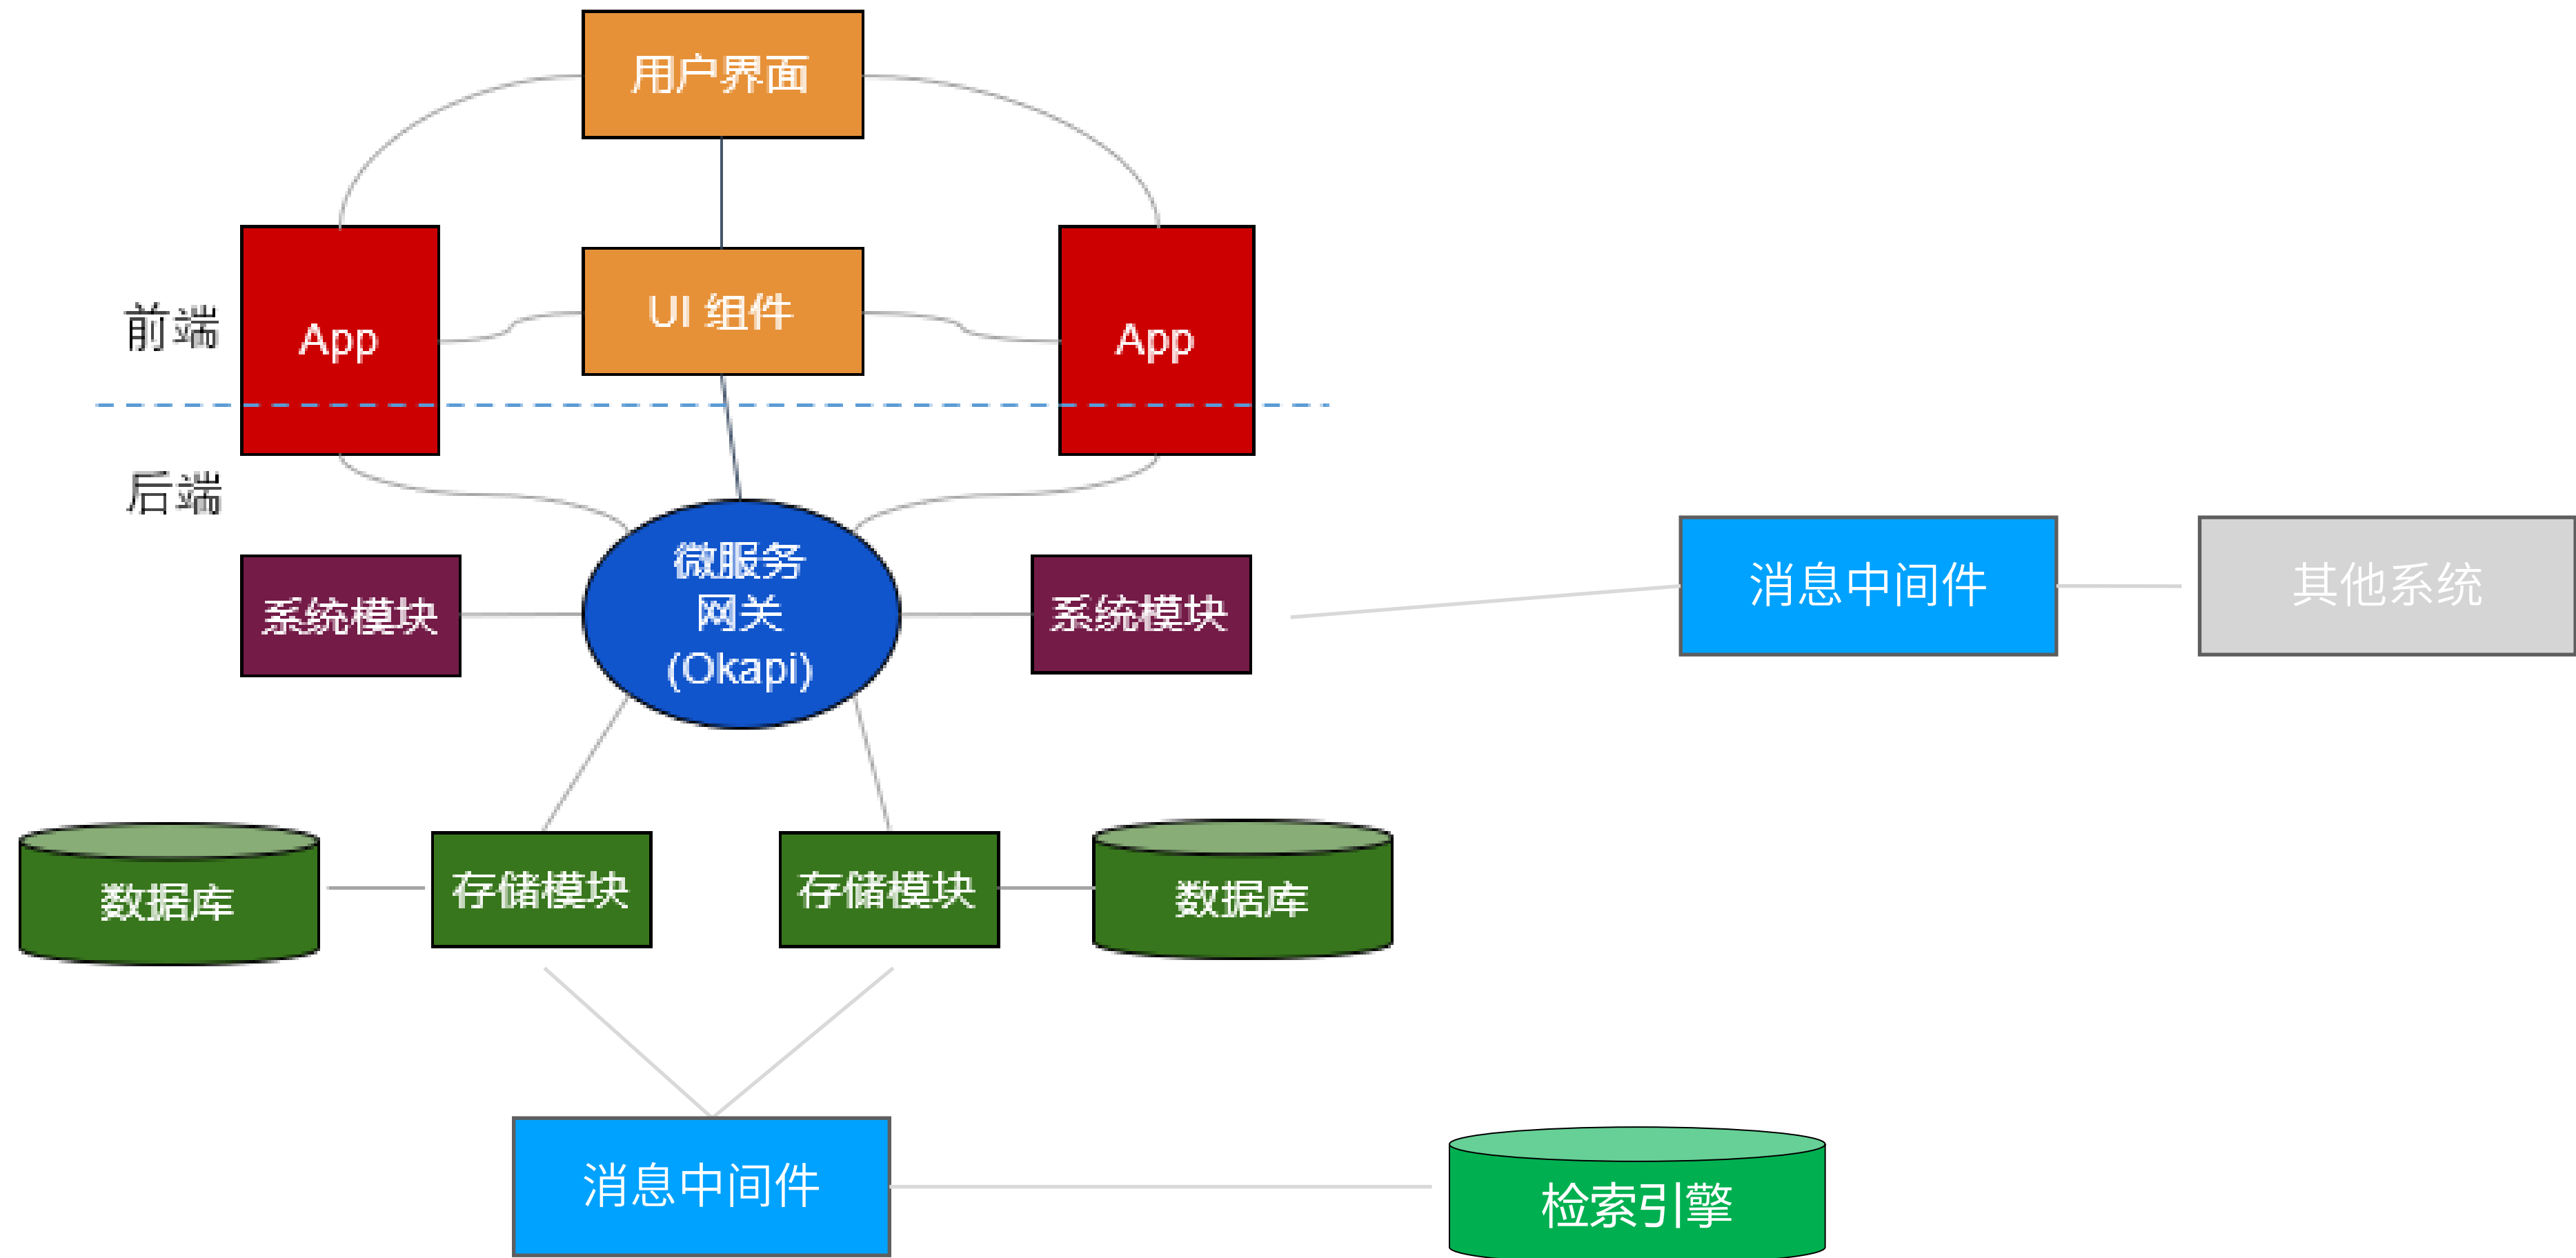 用户界面
前端
App
UI 组件
App
后端
系统模块
微服务
网关
(Okapi)
系统模块
消息中间件
其他系统
数据库
存储模块
存储模块
数据库
消息中间件
检索引擎